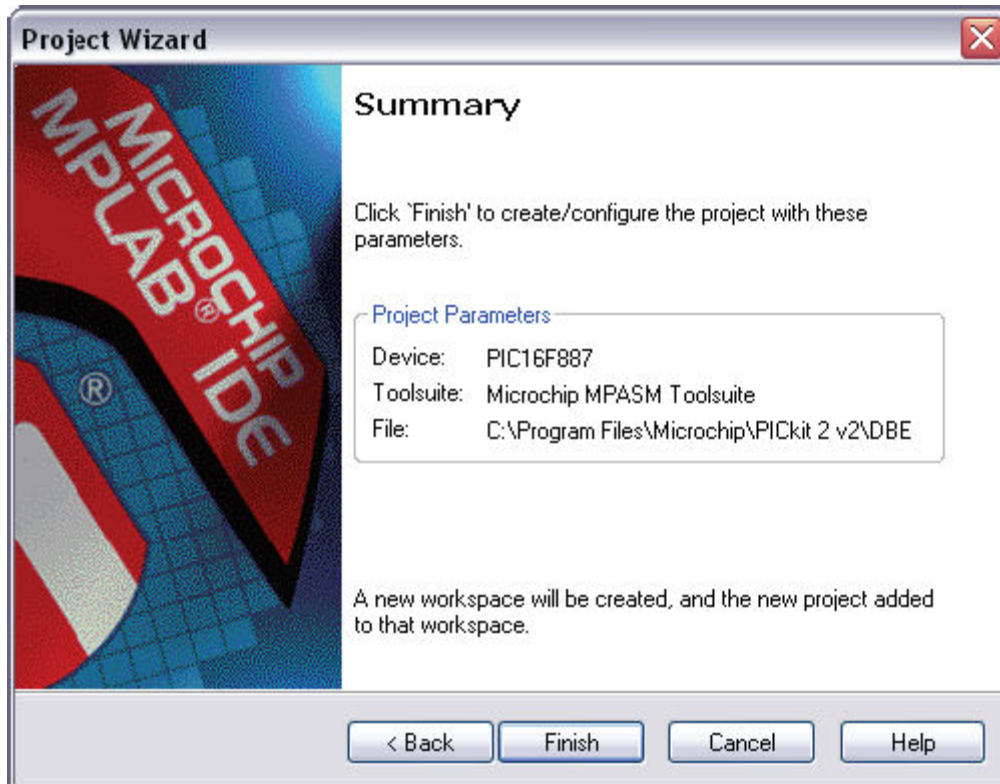 Project Wizard
MICROCHIP
MPLAB® IDE
®
Summary
Click `Finish' to create/configure the project with these
parameters.
Project Parameters
Device: PIC16F887
Toolsuite: Microchip MPASM Toolsuite
File: C:\Program Files\Microchip\PICkit 2 v2\DBE
A new workspace will be created, and the new project added
to that workspace.
< Back Finish Cancel Help